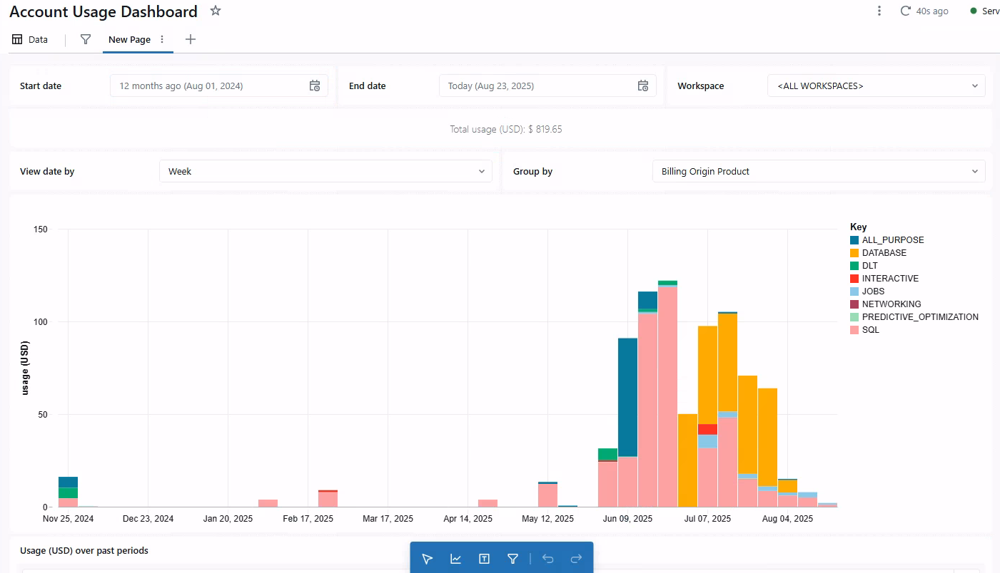 Account Usage Dashboard
40s ago
Serv
Data
New Page
Start date
12 months ago (Aug 01, 2024)
End date
Today (Aug 23, 2025)
Workspace
<ALL WORKSPACES>
Total usage (USD): $ 819.65
View date by
Week
Group by
Billing Origin Product
150
100
50
0
usage (USD)
Nov 25, 2024
Dec 23, 2024
Jan 20, 2025
Feb 17, 2025
Mar 17, 2025
Apr 14, 2025
May 12, 2025
Jun 09, 2025
Jul 07, 2025
Aug 04, 2025
Key
ALL_PURPOSE
DATABASE
DLT
INTERACTIVE
JOBS
NETWORKING
PREDICTIVE_OPTIMIZATION
SQL
Usage (USD) over past periods
T